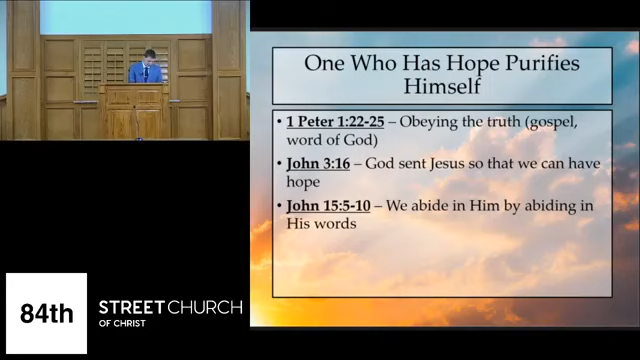 One Who Has Hope Purifies
Himself
• 1 Peter 1:22-25 – Obeying the truth (gospel,
word of God)
• John 3:16 – God sent Jesus so that we can have
hope
• John 15:5-10 – We abide in Him by abiding in
His words
84th
STREET CHURCH
OF CHRIST